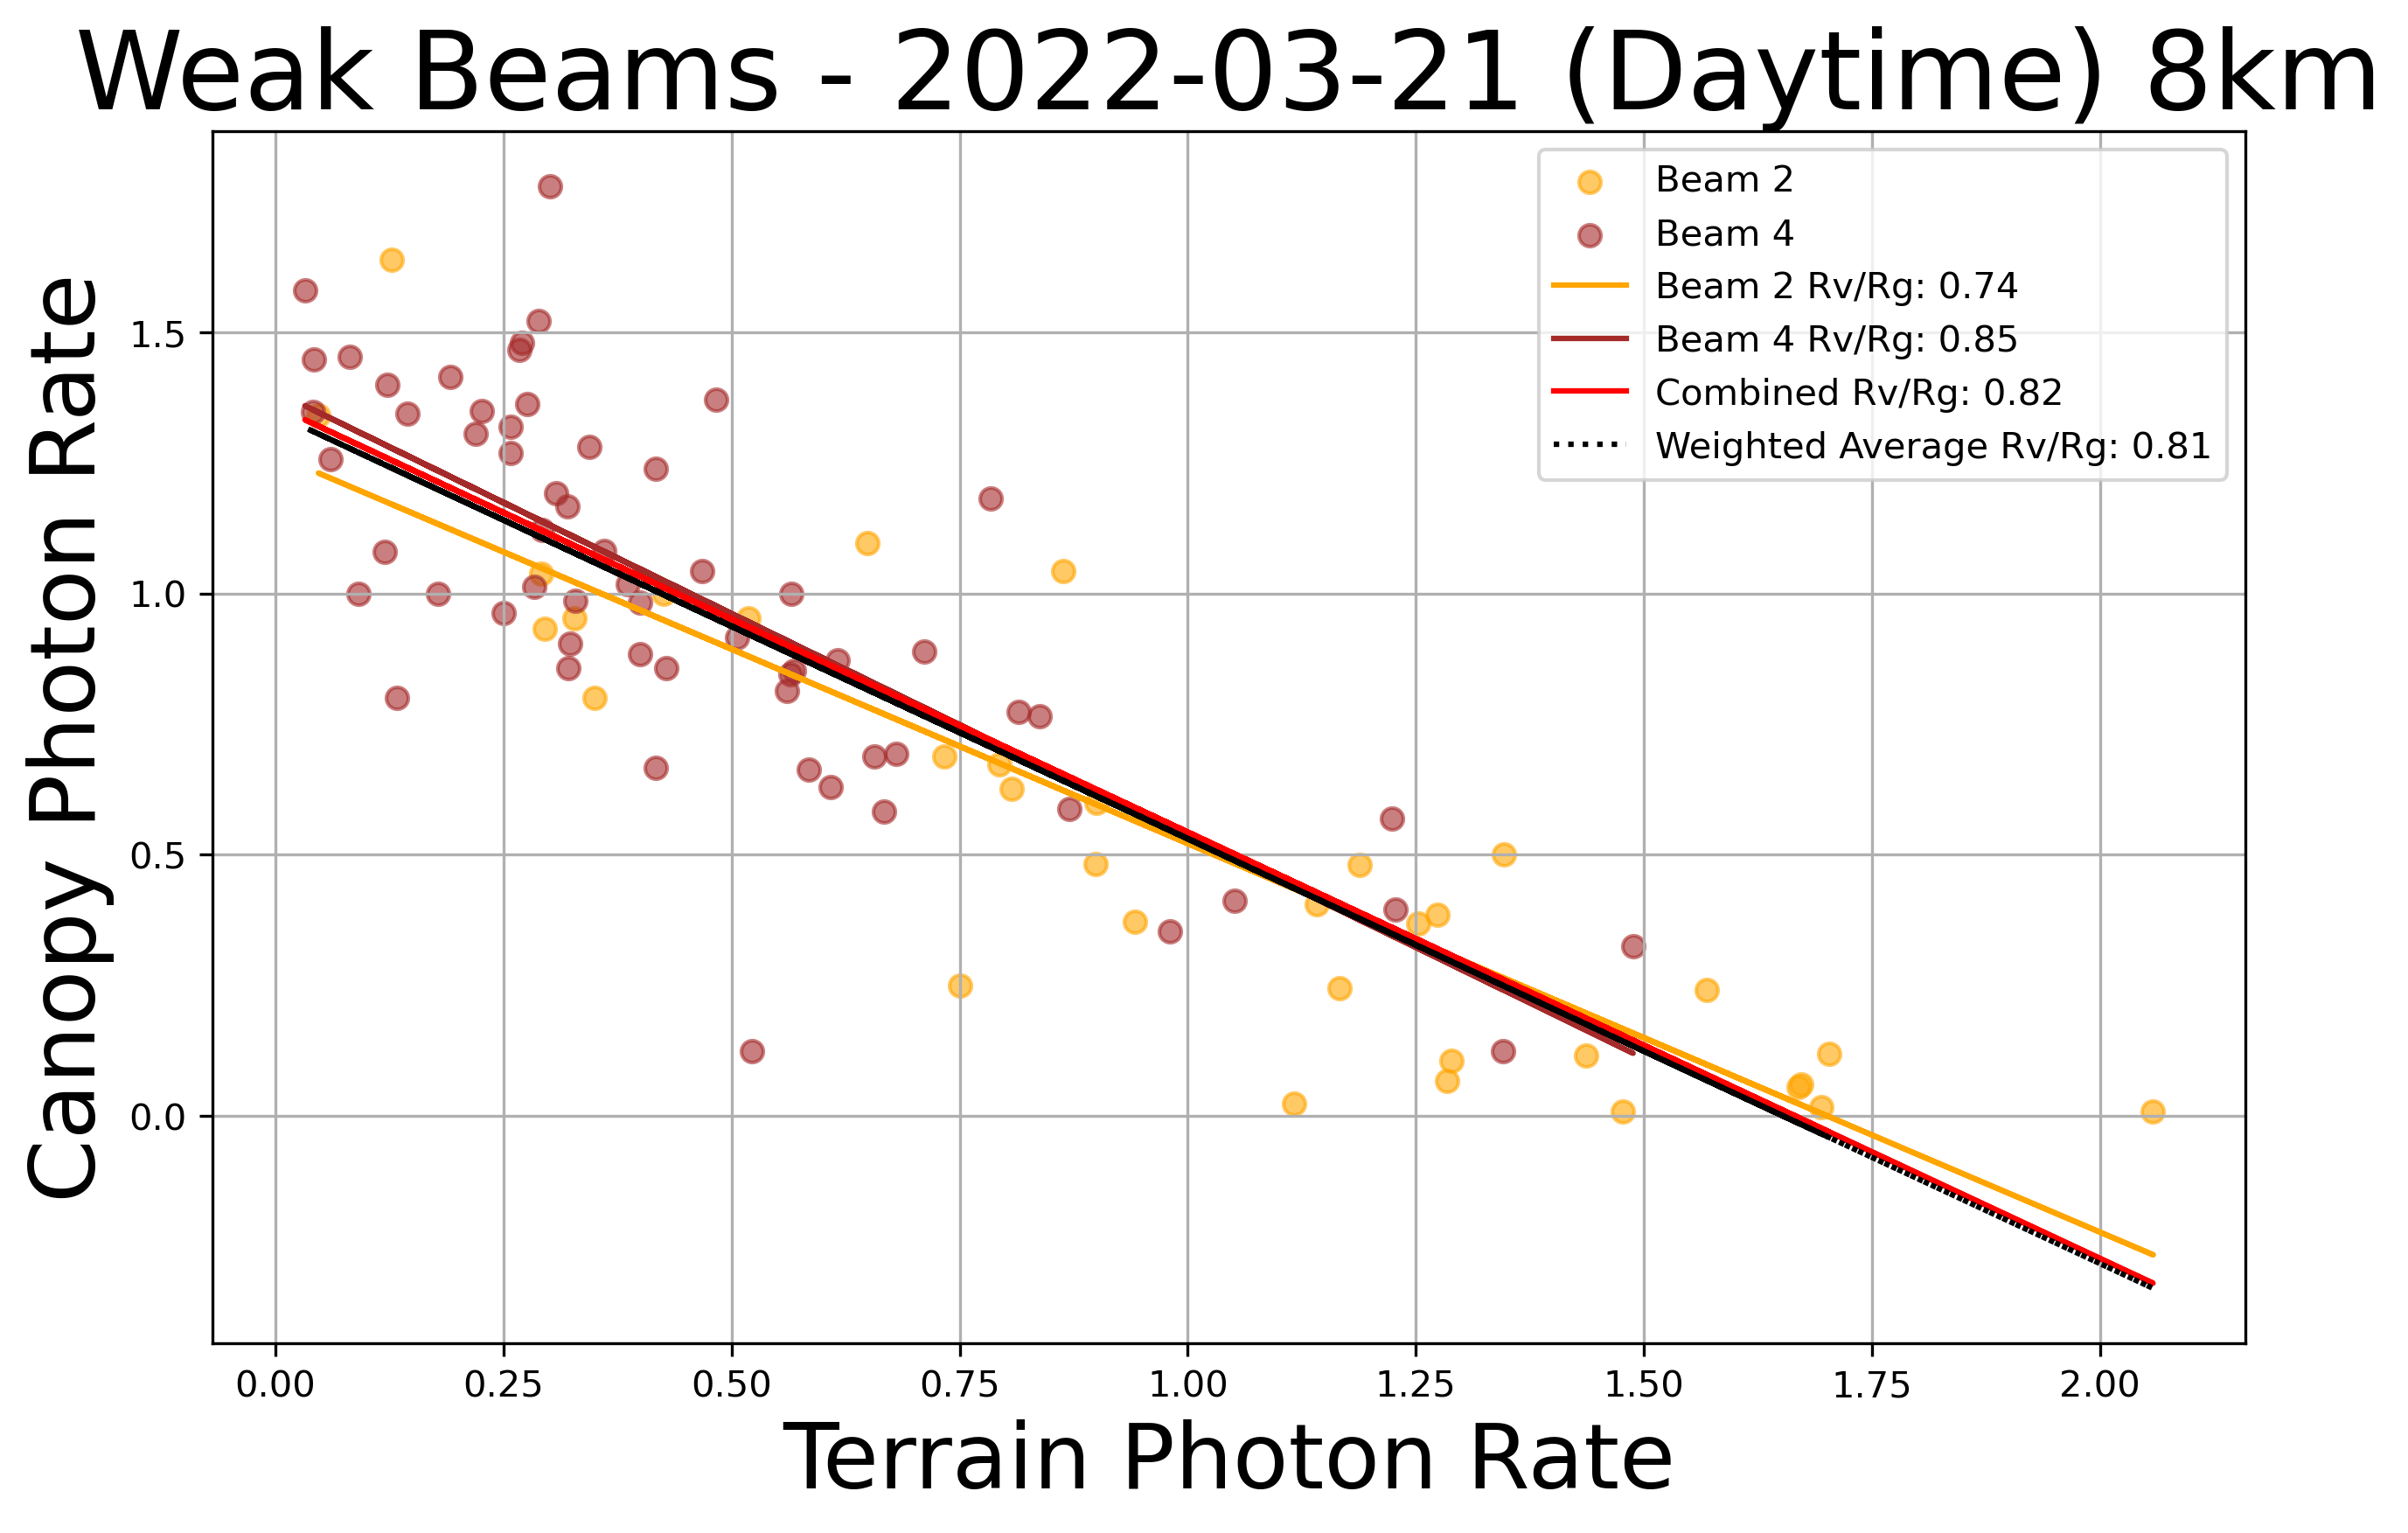 Weak Beams - 2022-03-21 (Daytime) 8km
Canopy Photon Rate
1.5
1.0
0.5
0.0
Beam 2
Beam 4
Beam 2 Rv/Rg: 0.74
Beam 4 Rv/Rg: 0.85
Combined Rv/Rg: 0.82
Weighted Average Rv/Rg: 0.81
0.00 0.25 0.50 0.75 1.00 1.25 1.50 1.75 2.00
Terrain Photon Rate